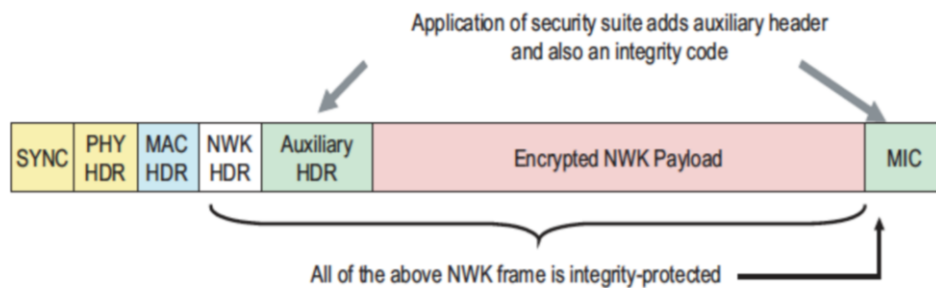 Application of security suite adds auxiliary header
and also an integrity code
SYNC
PHY
HDR
MAC
HDR
NWK
HDR
Auxiliary
HDR
Encrypted NWK Payload
MIC
All of the above NWK frame is integrity-protected